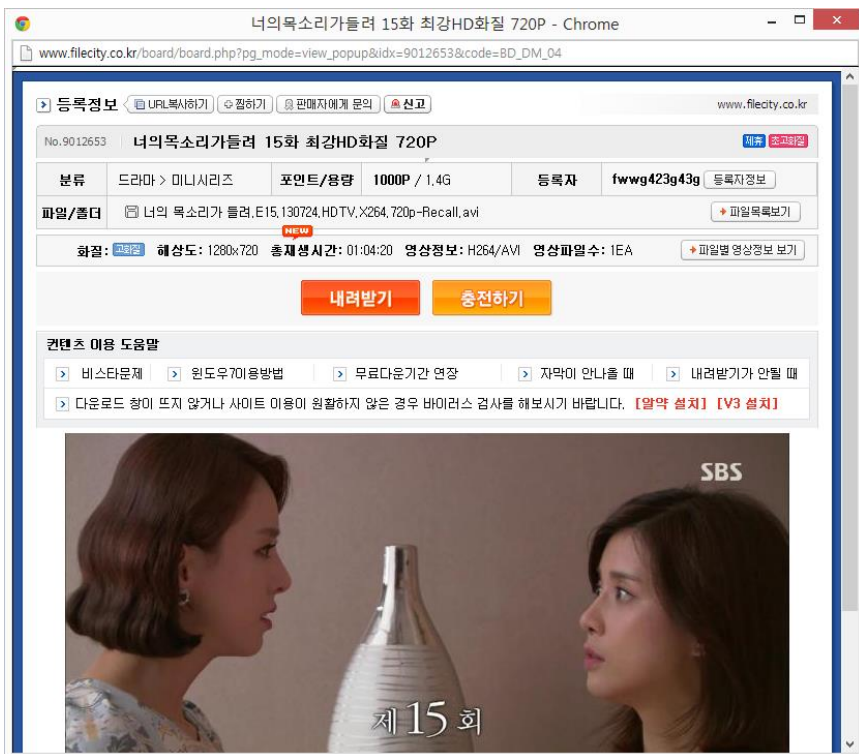 너의목소리가들려 15화 최강HD화질 720P - Chrome
www.filecity.co.kr/board/board.php?pg_mode=view_popup&idx=9012653&code=BD_DM_04
등록정보 URL복사하기 찜하기 판매자에게 문의 신고 www.filecity.co.kr
No.9012653 너의목소리가들려 15화 최강HD화질 720P 제휴 초고화질
분류 드라마 > 미니시리즈 포인트/용량 1000P / 1.4G 등록자 fwwg423g43g 등록자정보
파일/폴더 너의 목소리가 들려.E15.130724.HDTV.X264.720p-Recall.avi 파일목록보기
NEW
화질: 고화질 해상도: 1280x720 총재생시간: 01:04:20 영상정보: H264/AVI 영상파일수: 1EA 파일별 영상정보 보기
내려받기 충전하기
컨텐츠 이용 도움말
비스타문제 윈도우7이용방법 무료다운기간 연장 자막이 안나올 때 내려받기가 안될 때
다운로드 창이 뜨지 않거나 사이트 이용이 원활하지 않은 경우 바이러스 검사를 해보시기 바랍니다. [알약 설치] [V3 설치]
SBS
제 15 회